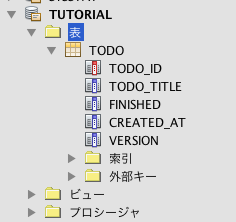 TUTORIAL
表
TODO
TODO_ID
TODO_TITLE
FINISHED
CREATED_AT
VERSION
索引
外部キー
ビュー
プロシージャ